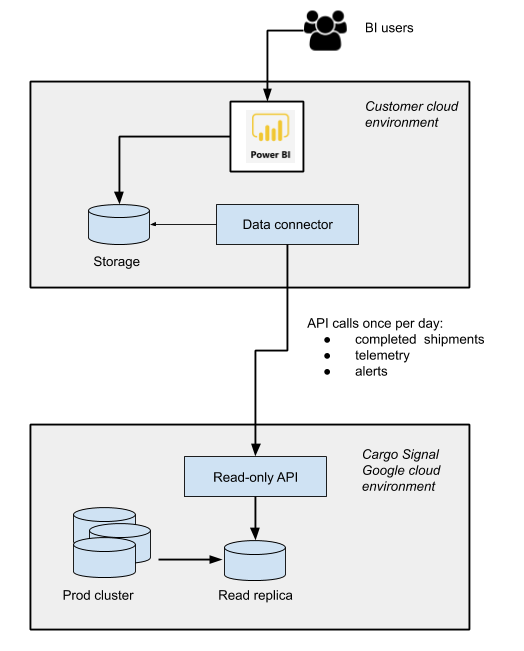 BI users
Customer cloud
environment
Power BI
Data connector
Storage
API calls once per day:
● completed shipments
● telemetry
● alerts
Cargo Signal
Google cloud
environment
Read-only API
Prod cluster
Read replica